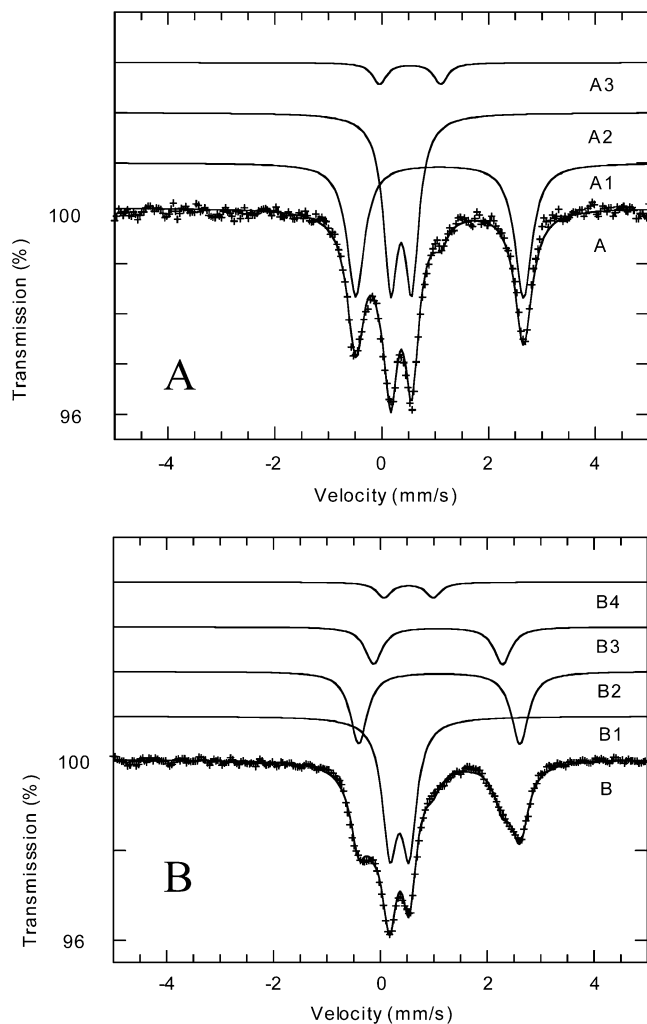 A3
A2
A1
100
A
Transmission (%)
A
96
-4
-2
0
2
4
Velocity (mm/s)
B4
B3
B2
B1
100
B
Transmisssion (%)
B
96
-4
-2
0
2
4
Velocity (mm/s)